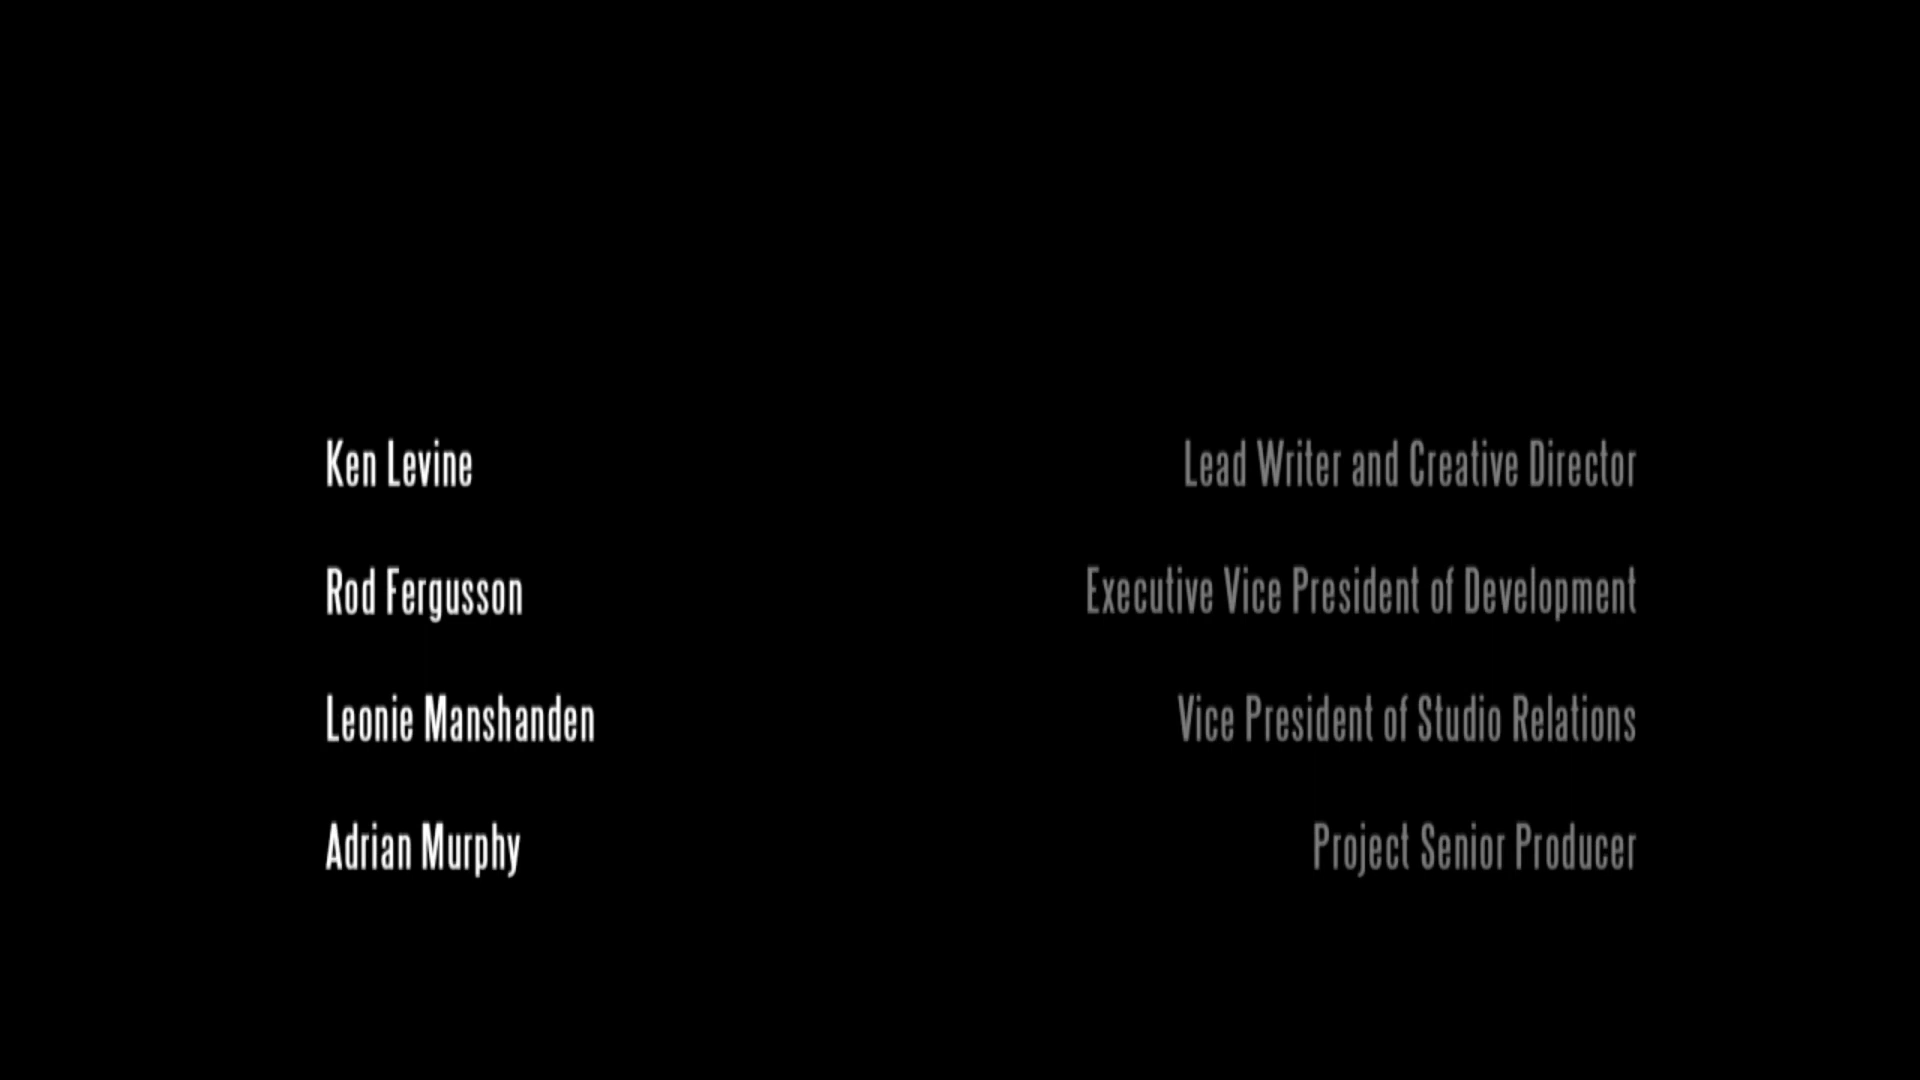 Ken Levine Lead Writer and Creative Director
Rod Fergusson Executive Vice President of Development
Leonie Manshanden Vice President of Studio Relations
Adrian Murphy Project Senior Producer